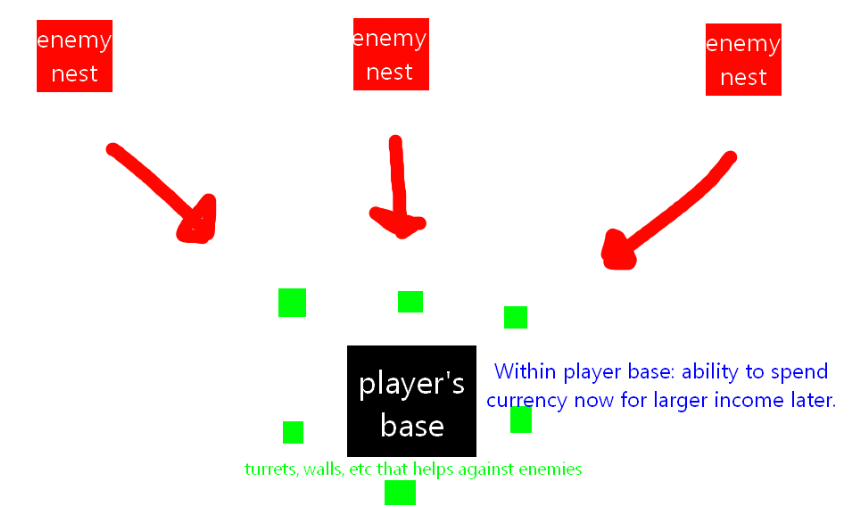 enemy
nest
enemy
nest
enemy
nest
player's
base
Within player base: ability to spend
currency now for larger income later.
turrets, walls, etc that helps against enemies